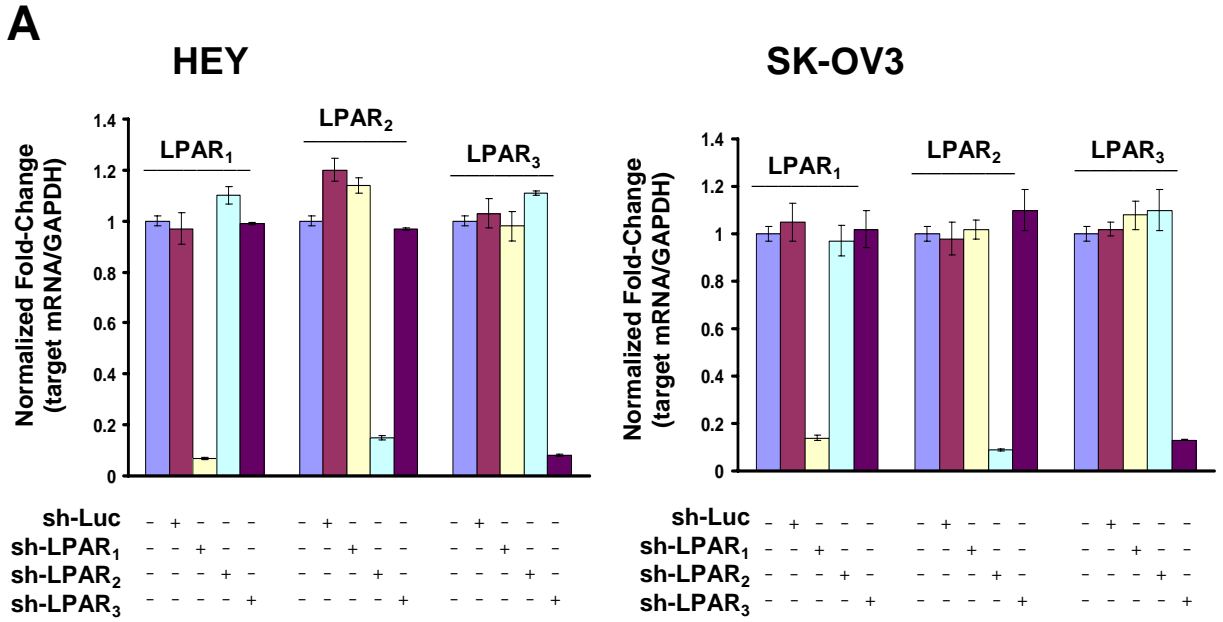 A
HEY
SK-OV3
Normalized Fold-Change
(target mRNA/GAPDH)
1.4
1.2
1
0.8
0.6
0.4
0.2
0
LPAR₁
LPAR₂
LPAR₃
sh-Luc - + - - - - + - - - - + - - -
sh-LPAR₁ - - + - - - - + - - - - + - -
sh-LPAR₂ - - - + - - - - + - - - - + -
sh-LPAR₃ - - - - + - - - - + - - - - +
Normalized Fold-Change
(target mRNA/GAPDH)
1.4
1.2
1
0.8
0.6
0.4
0.2
0
LPAR₁
LPAR₂
LPAR₃
sh-Luc - + - - - - + - - - - + - - -
sh-LPAR₁ - - + - - - - + - - - - + - -
sh-LPAR₂ - - - + - - - - + - - - - + -
sh-LPAR₃ - - - - + - - - - + - - - - +